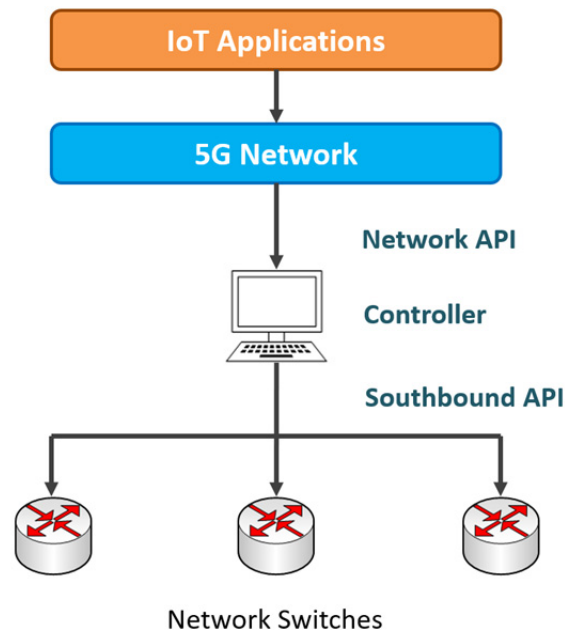 IoT Applications
5G Network
Network API
Controller
Southbound API
Network Switches